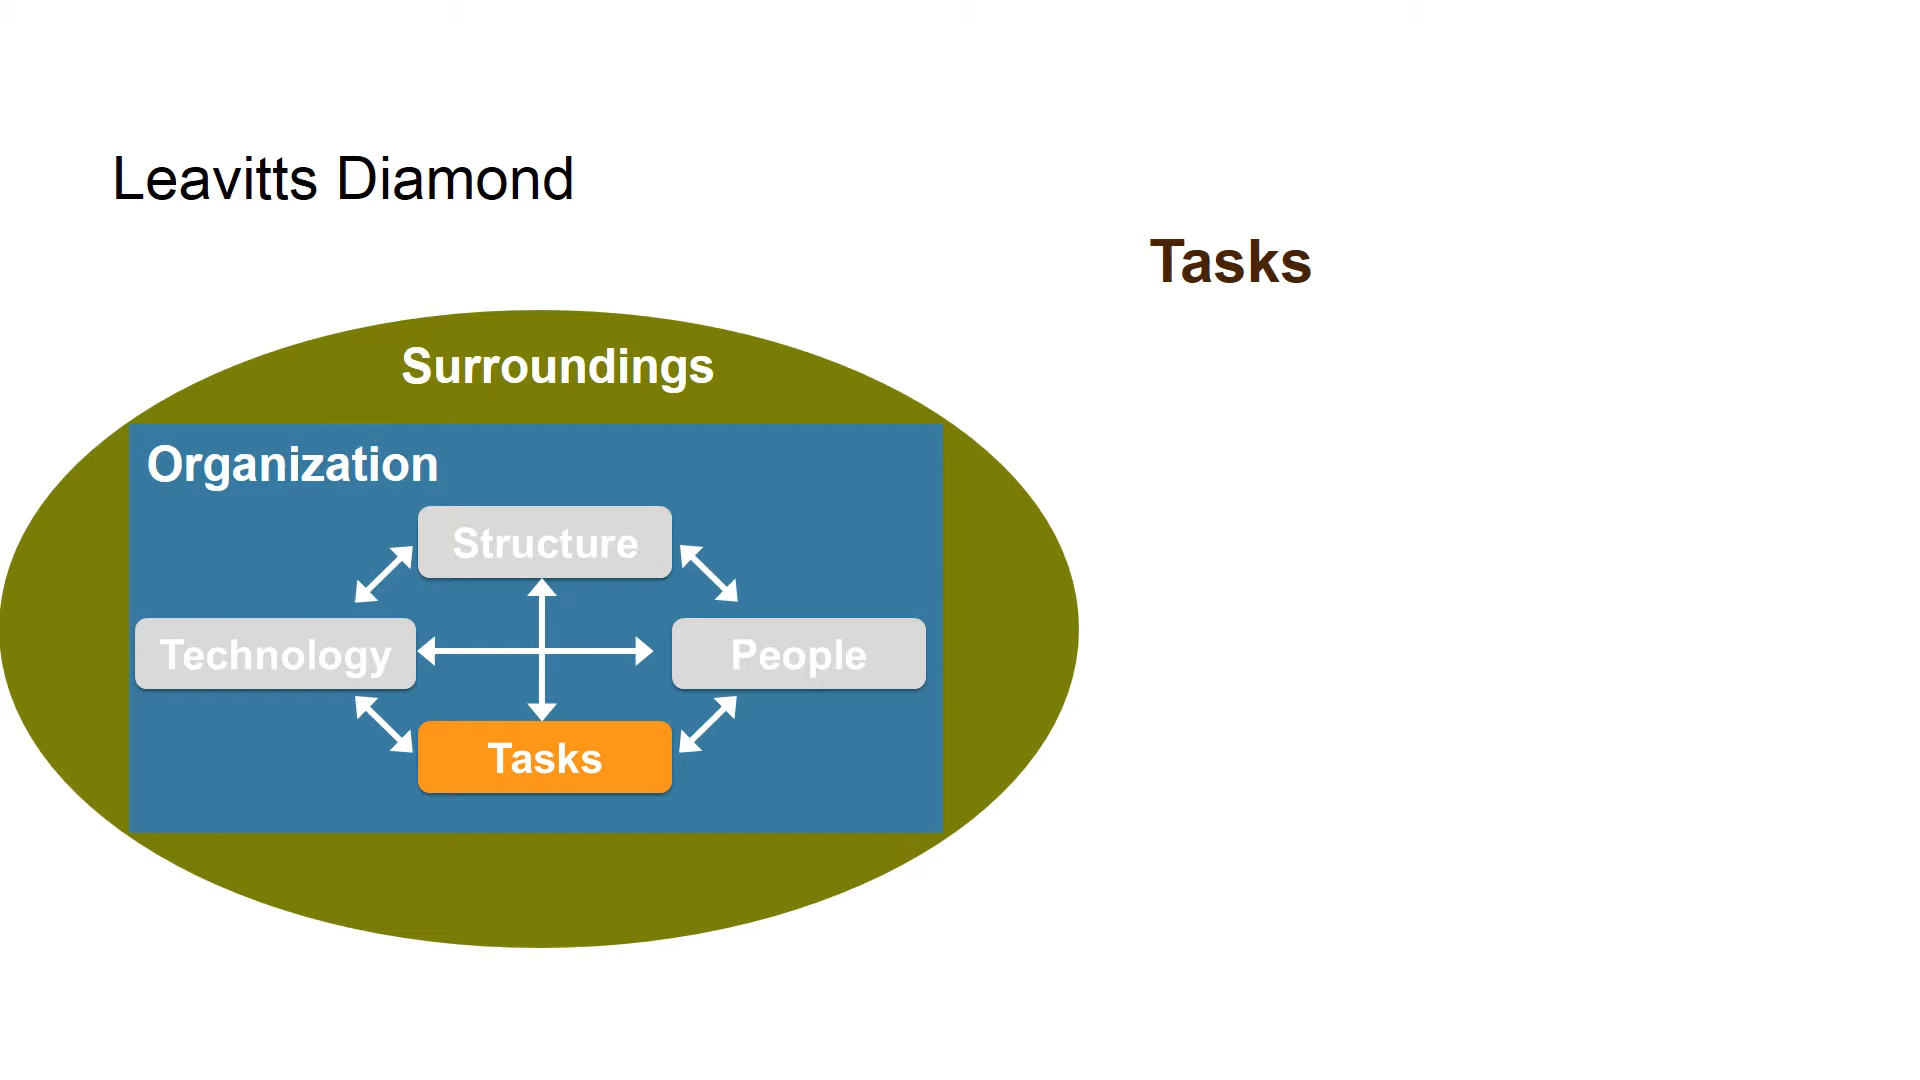 Leavitts Diamond
Tasks
Surroundings
Organization
Structure
Technology
People
Tasks